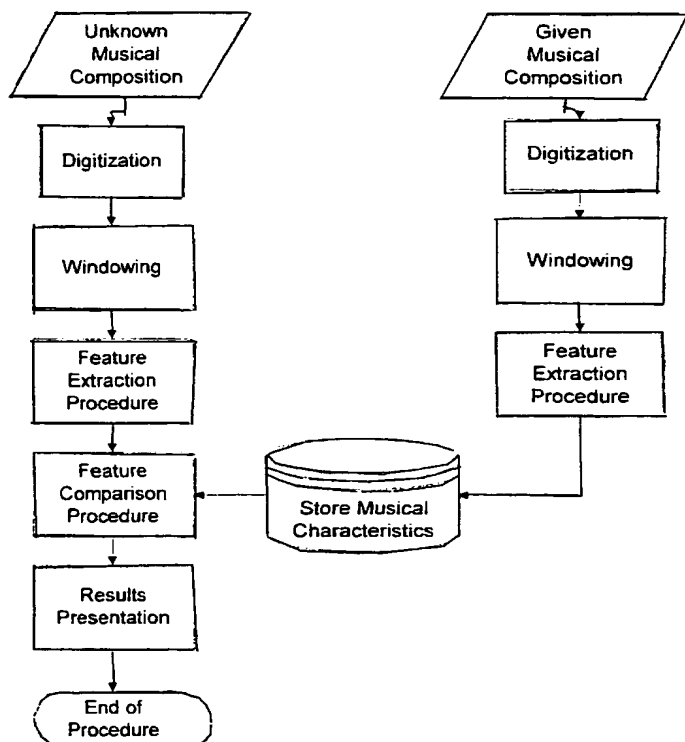 Unknown
Musical
Composition
Digitization
Windowing
Feature
Extraction
Procedure
Feature
Comparison
Procedure
Results
Presentation
End of
Procedure
Given
Musical
Composition
Digitization
Windowing
Feature
Extraction
Procedure
Store Musical
Characteristics